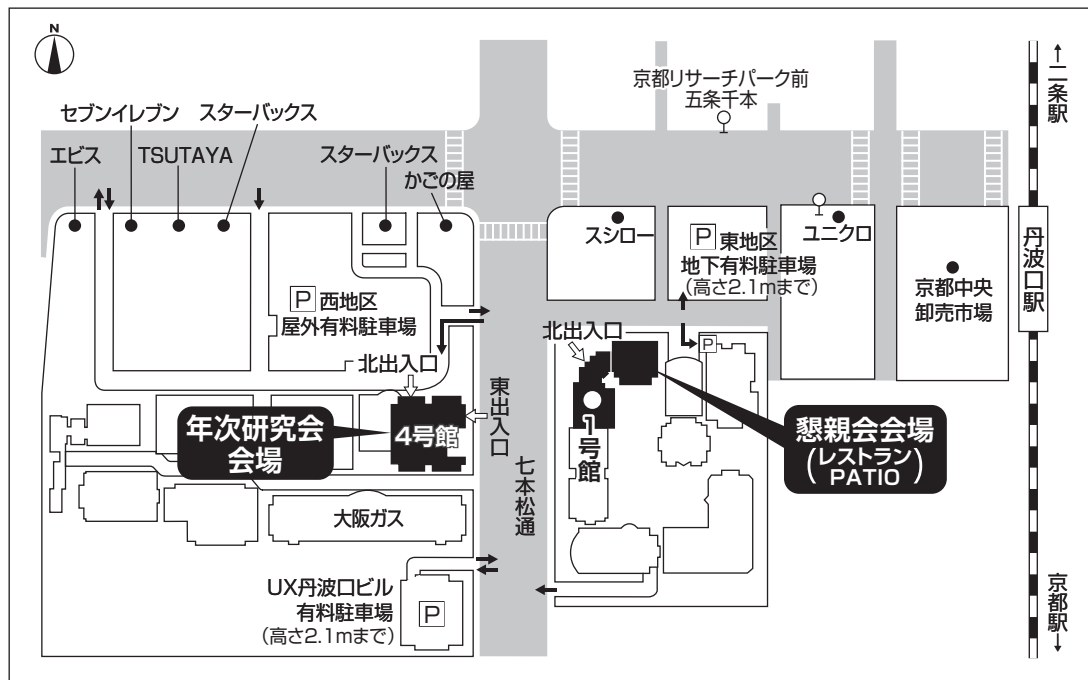 N
京都リサーチパーク前
五条千本
↑二条駅
セブンイレブン
スターバックス
エビス
TSUTAYA
スターバックス
かごの屋
スシロー
P 東地区
地下有料駐車場
(高さ2.1mまで)
ユニクロ
京都中央
卸売市場
丹波口駅
P 西地区
屋外有料駐車場
北出入口
北出入口
P
東出入口
年次研究会
会場
4号館
1号館
懇親会会場
(レストラン
PATIO)
七本松通
大阪ガス
UX丹波口ビル
有料駐車場
(高さ2.1mまで)
P
京都駅↓